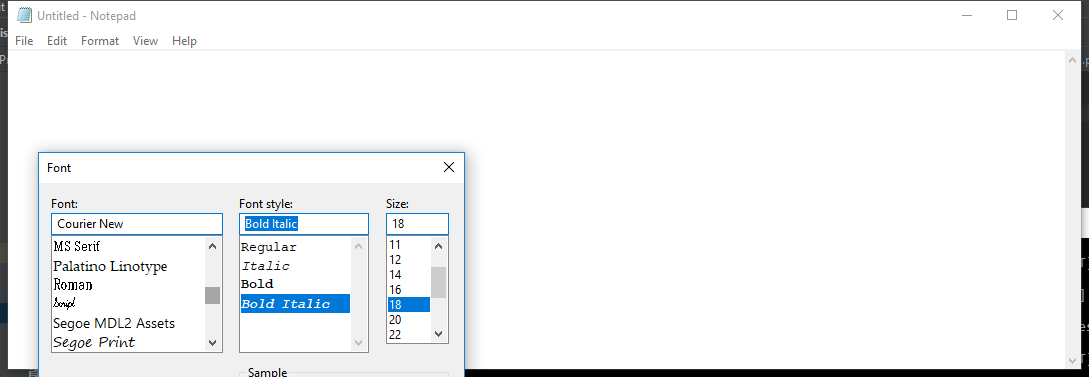 Untitled - Notepad
File Edit Format View Help
Font
Font: Font style: Size:
Courier New Bold Italic 18
MS Serif
Palatino Linotype
Roman
Script
Segoe MDL2 Assets
Segoe Print
Regular
Italic
Bold
Bold Italic
11
12
14
16
18
20
22
Sample